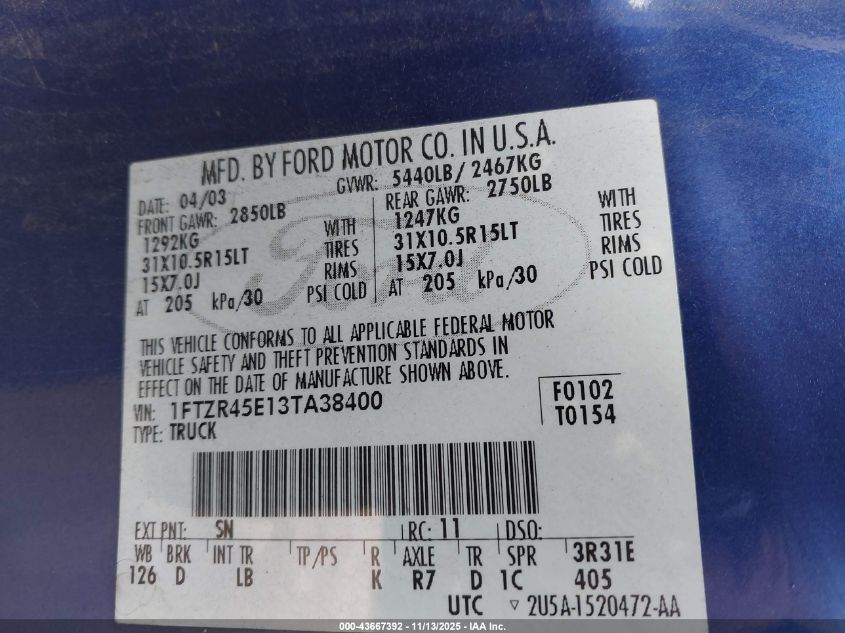 MFD. BY FORD MOTOR CO. IN U.S.A.
DATE: 04/03 GVWR: 5440LB/ 2467KG
FRONT GAWR: 2850LB REAR GAWR: 2750LB
1292KG WITH 1247KG WITH
31X10.5R15LT TIRES 31X10.5R15LT TIRES
15X7.0J RIMS 15X7.0J RIMS
AT 205 kPa/30 PSI COLD AT 205 kPa/30 PSI COLD
Ford
THIS VEHICLE CONFORMS TO ALL APPLICABLE FEDERAL MOTOR
VEHICLE SAFETY AND THEFT PREVENTION STANDARDS IN
EFFECT ON THE DATE OF MANUFACTURE SHOWN ABOVE.
VIN: 1FTZR45E13TA38400 F0102
TYPE: TRUCK T0154
EXT PNT: SN RC: 11 DSO:
WB BRK INT TR TP/PS R AXLE TR SPR 3R31E
126 D LB K R7 D 1C 405
UTC ▽ 2U5A-1520472-AA
000-43667392 - 11/13/2025 - IAA Inc.